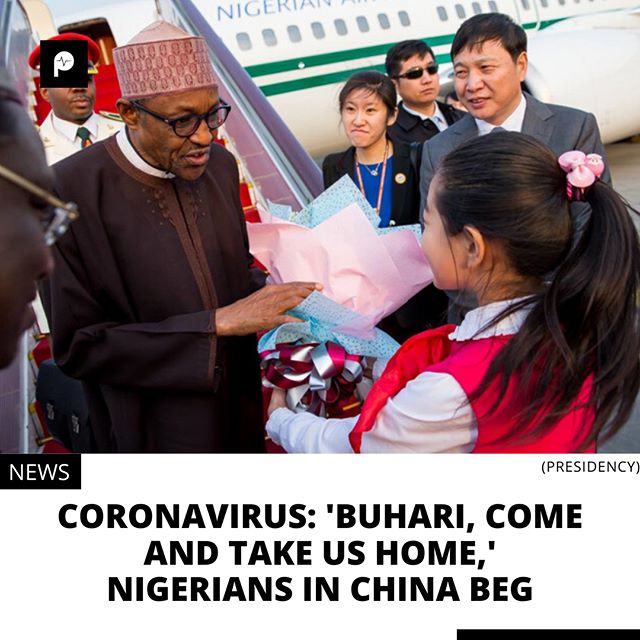 NIGERIAN AIR
NEWS
(PRESIDENCY)
CORONAVIRUS: 'BUHARI, COME
AND TAKE US HOME,'
NIGERIANS IN CHINA BEG